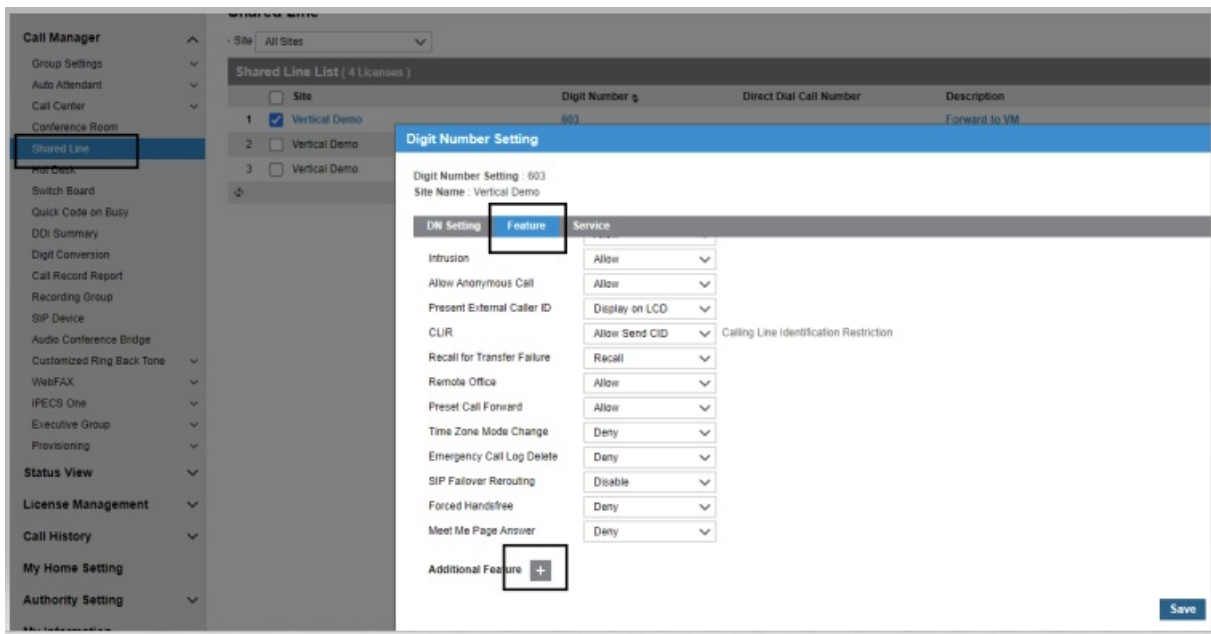 Shared Line
Call Manager
Group Settings
Auto Attendant
Call Center
Conference Room
Shared Line
Hot Desk
Switch Board
Quick Code on Busy
DDI Summary
Digit Conversion
Call Record Report
Recording Group
SIP Device
Audio Conference Bridge
Customized Ring Back Tone
WebFAX
iPECS One
Executive Group
Provisioning
Status View
License Management
Call History
My Home Setting
Authority Setting
My Information
· Site All Sites
Shared Line List ( 4 Licenses )
Site Digit Number Direct Dial Call Number Description
1 Vertical Demo 603 Forward to VM
2 Vertical Demo
3 Vertical Demo
Digit Number Setting
Digit Number Setting : 603
Site Name : Vertical Demo
DN Setting Feature Service
Intrusion Allow
Allow Anonymous Call Allow
Present External Caller ID Display on LCD
CLIR Allow Send CID Calling Line Identification Restriction
Recall for Transfer Failure Recall
Remote Office Allow
Preset Call Forward Allow
Time Zone Mode Change Deny
Emergency Call Log Delete Deny
SIP Failover Rerouting Disable
Forced Handsfree Deny
Meet Me Page Answer Deny
Additional Feature +
Save